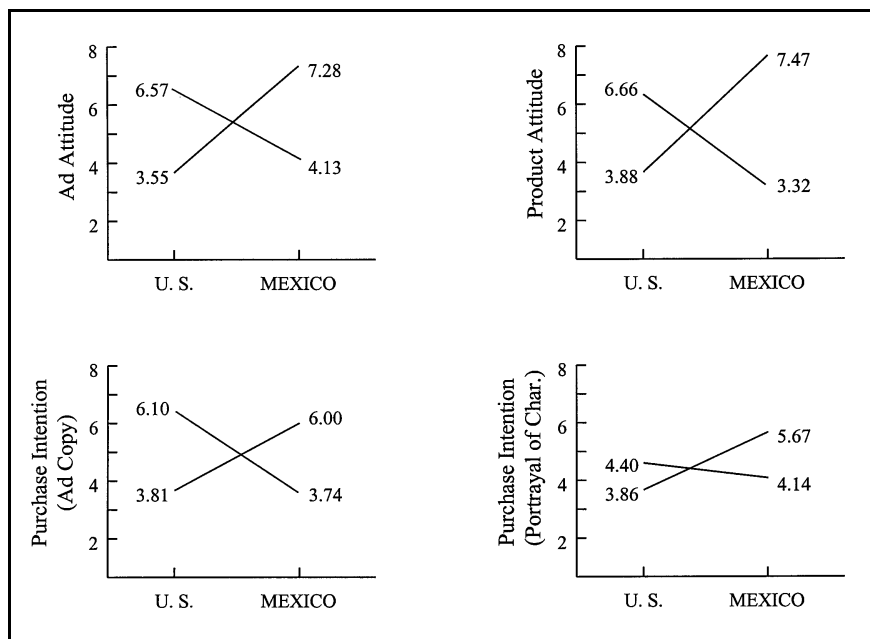 Ad Attitude
8
6
4
2
6.57
3.55
7.28
4.13
U. S.
MEXICO
Product Attitude
8
6
4
2
6.66
3.88
7.47
3.32
U. S.
MEXICO
Purchase Intention
(Ad Copy)
8
6
4
2
6.10
3.81
6.00
3.74
U. S.
MEXICO
Purchase Intention
(Portrayal of Char.)
8
6
4
2
4.40
3.86
5.67
4.14
U. S.
MEXICO